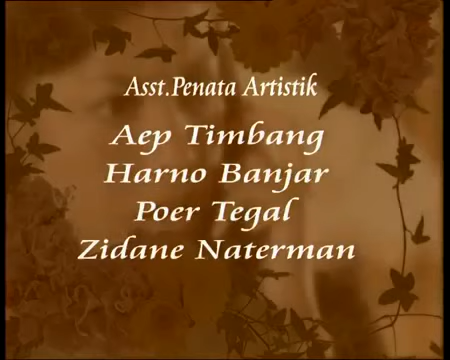 Asst.Penata Artistik
Aep Timbang
Harno Banjar
Poer Tegal
Zidane Naterman